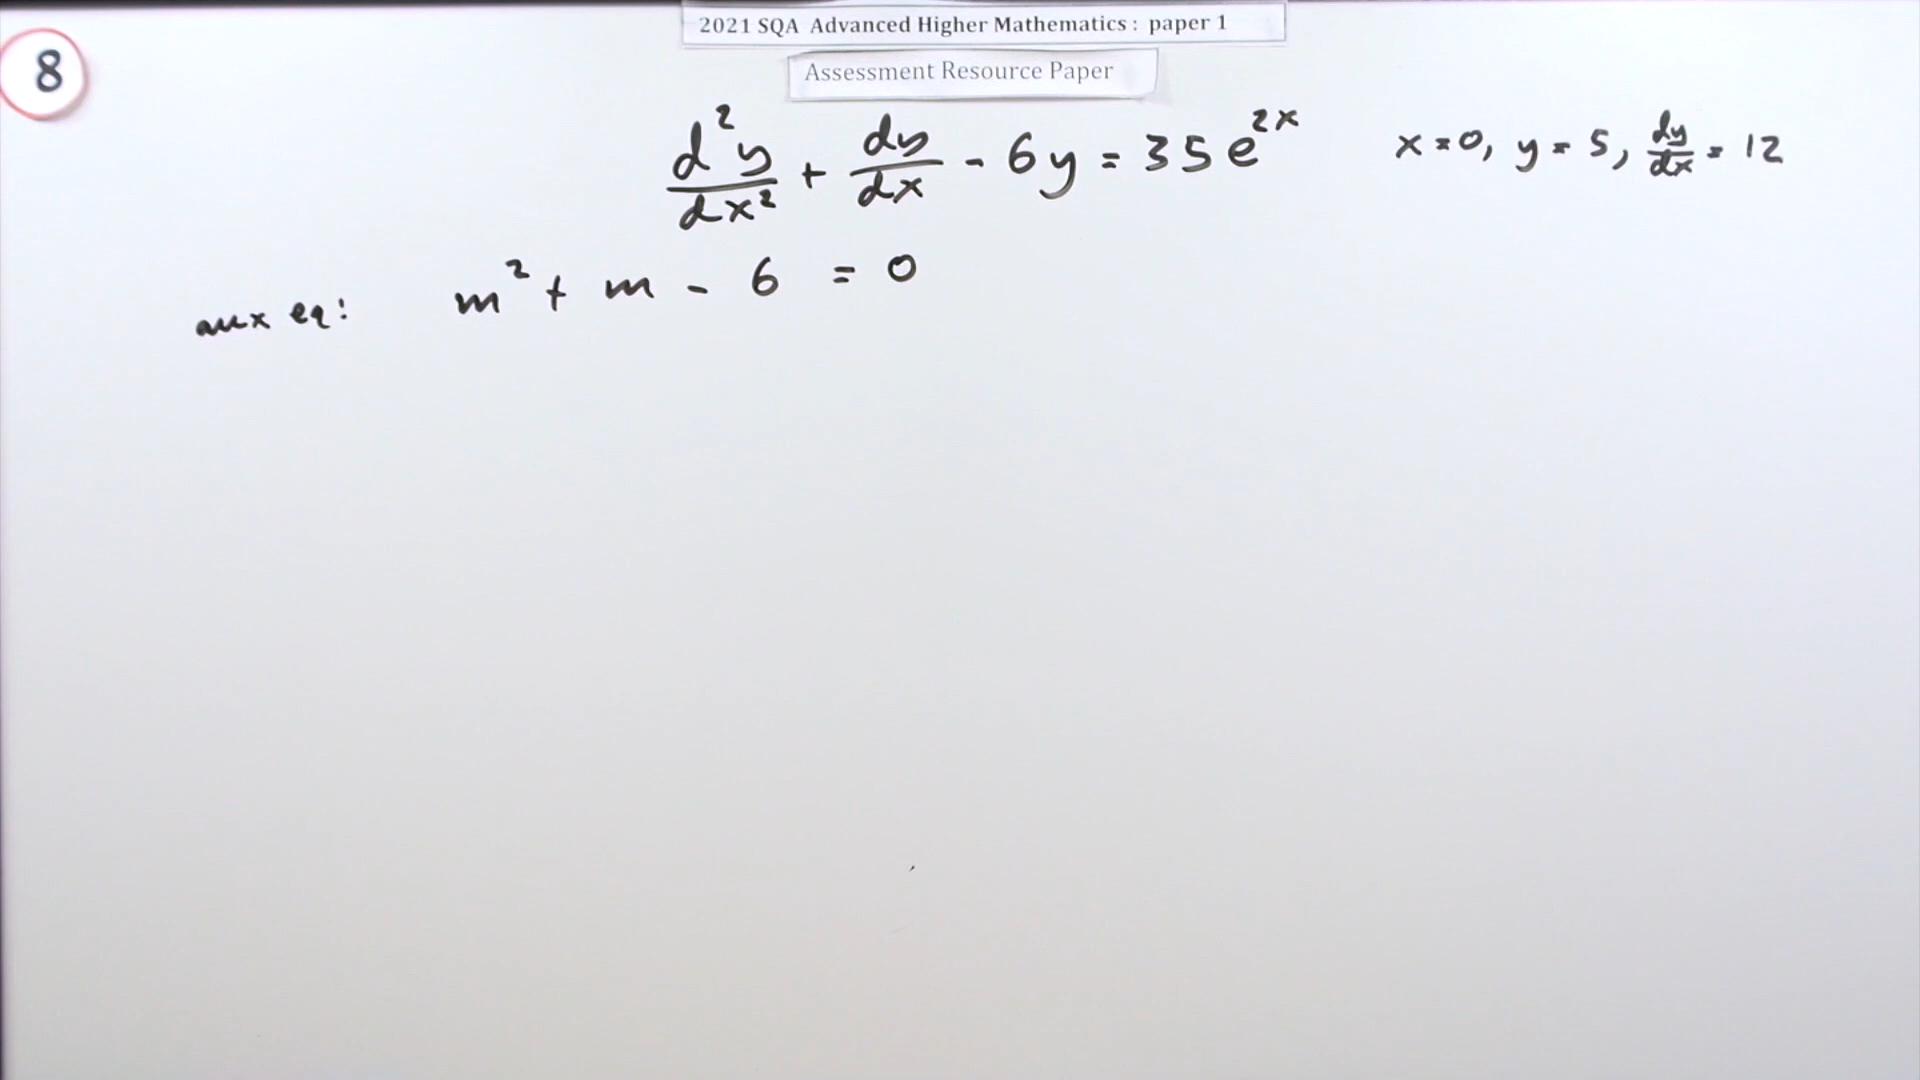 2021 SQA Advanced Higher Mathematics : paper 1
Assessment Resource Paper
8
d²y/dx² + dy/dx - 6y = 35e^{2x}   x=0, y=5, dy/dx = 12
aux eq: m² + m - 6 = 0